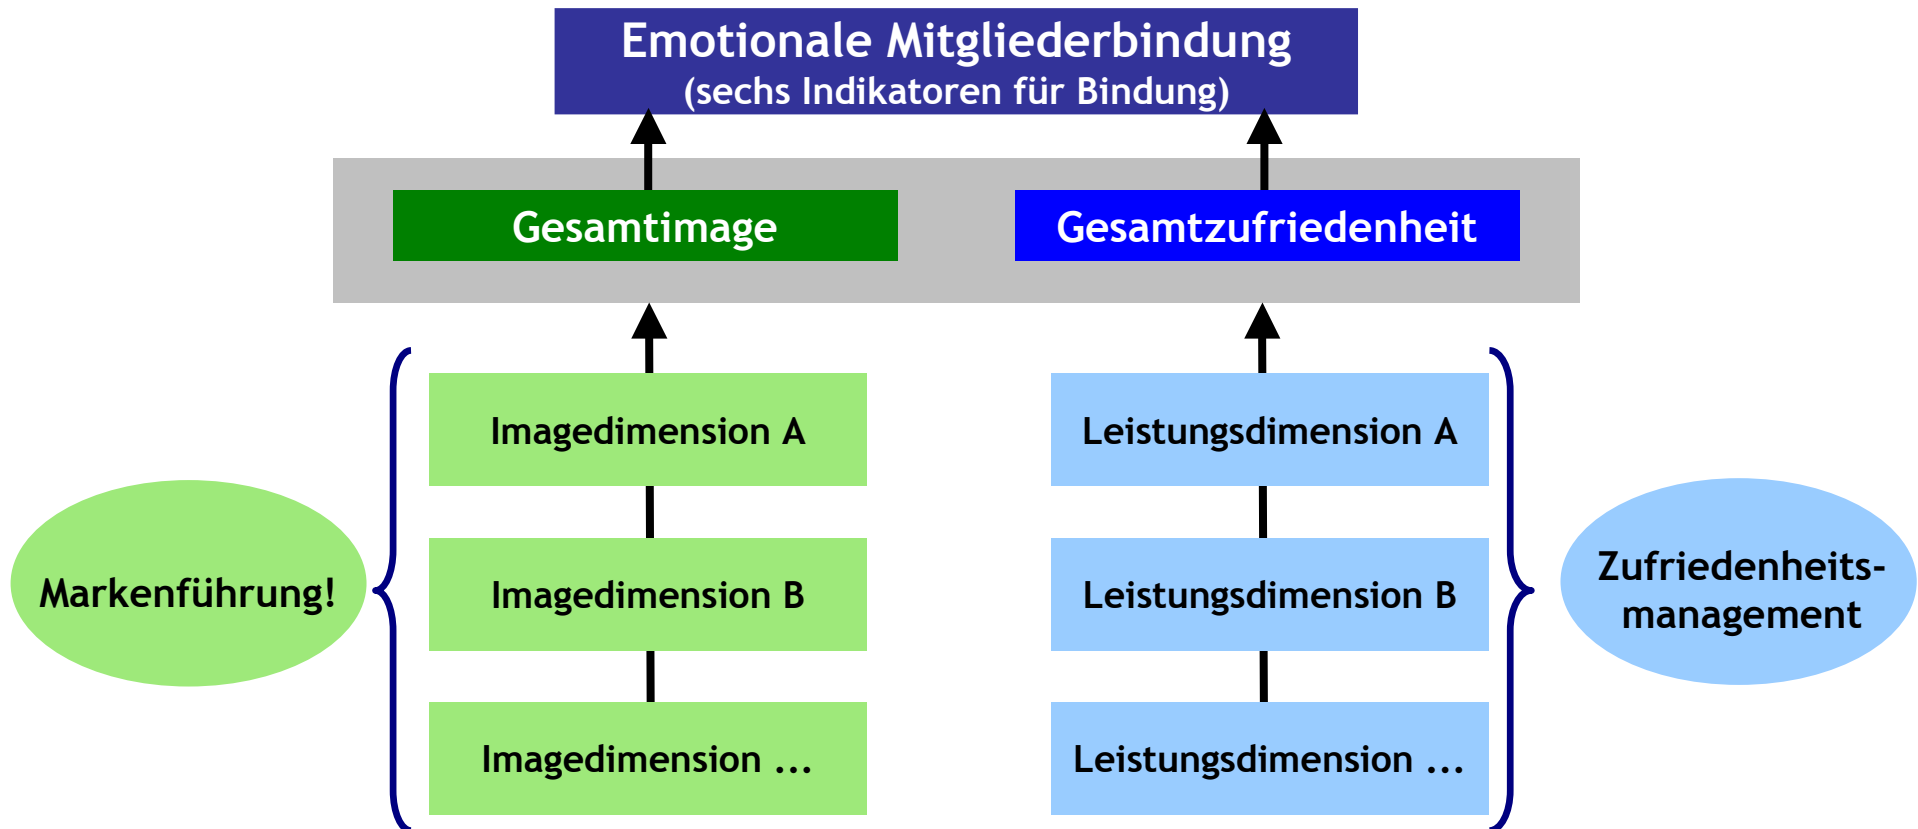 Emotionale Mitgliederbindung
(sechs Indikatoren für Bindung)
Gesamtimage
Gesamtzufriedenheit
Imagedimension A
Leistungsdimension A
Markenführung!
Imagedimension B
Leistungsdimension B
Zufriedenheits-
management
Imagedimension ...
Leistungsdimension ...